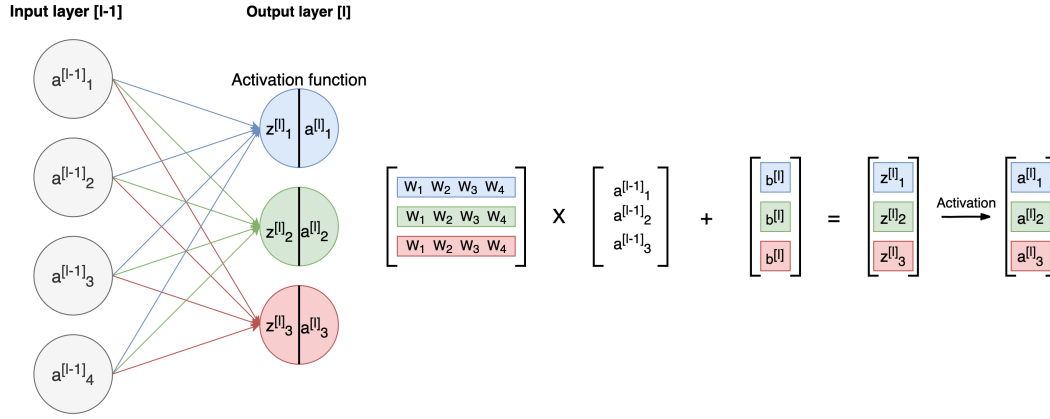 Input layer [l-1]
Output layer [l]
Activation function
a[l-1]1
a[l-1]2
a[l-1]3
a[l-1]4
z[l]1 a[l]1
z[l]2 a[l]2
z[l]3 a[l]3
W1 W2 W3 W4
W1 W2 W3 W4
W1 W2 W3 W4
X
a[l-1]1
a[l-1]2
a[l-1]3
+
b[l]
b[l]
b[l]
=
z[l]1
z[l]2
z[l]3
Activation
a[l]1
a[l]2
a[l]3